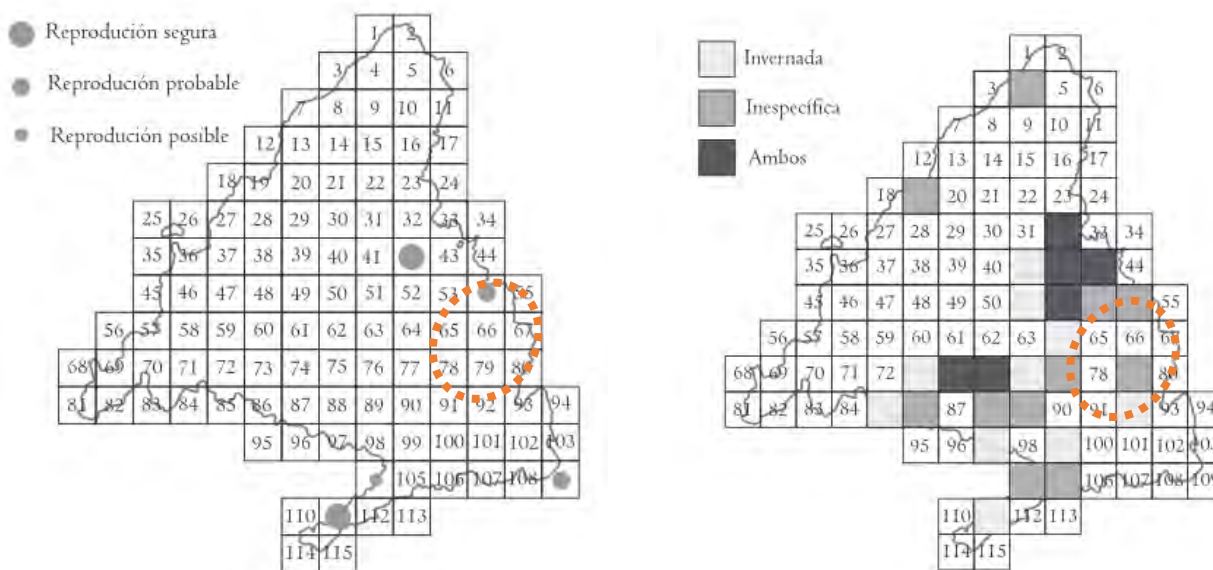 Reprodución segura
Reprodución probable
Reprodución posible
1 2
3 4 5 6
7 8 9 10 11
12 13 14 15 16 17
18 19 20 21 22 23 24
25 26 27 28 29 30 31 32 33 34
35 36 37 38 39 40 41 43 44
45 46 47 48 49 50 51 52 53 55
56 57 58 59 60 61 62 63 64 65 66 67
68 69 70 71 72 73 74 75 76 77 78 79 80
81 82 83 84 85 86 87 88 89 90 91 92 93 94
95 96 97 98 99 100 101 102 103
105 106 107 108
110 112 113
114 115
Invernada
Inespecífica
Ambos
1 2
3 5 6
7 8 9 10 11
12 13 14 15 16 17
18 20 21 22 23 24
25 26 27 28 29 30 31 33 34
35 36 37 38 39 40 44
45 46 47 48 49 50 55
56 57 58 59 60 61 62 63 65 66
68 69 70 71 72 78 80
81 82 83 84 87 90 91 93 94
95 96 98 100 101 102
106 107 108 109
110 112 113
114 115